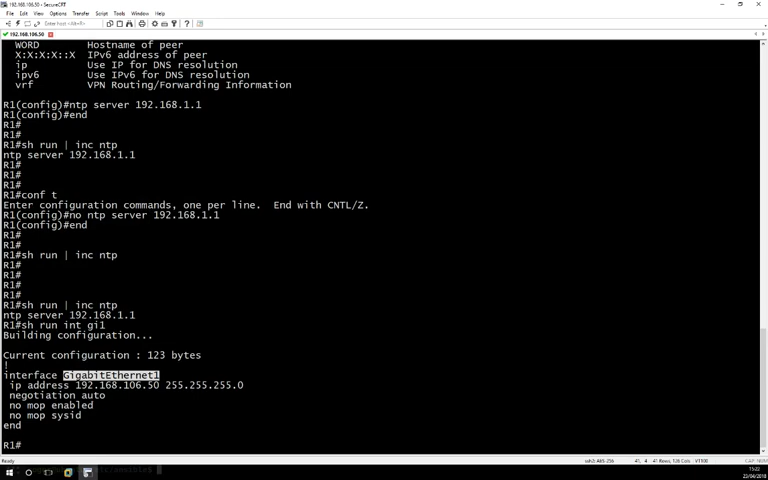 192.168.106.50 - SecureCRT
File Edit View Options Transfer Script Tools Window Help
Enter host <Alt+R>
192.168.106.50
WORD Hostname of peer
X:X:X:X::X IPv6 address of peer
ip Use IP for DNS resolution
ipv6 Use IPv6 for DNS resolution
vrf VPN Routing/Forwarding Information
R1(config)#ntp server 192.168.1.1
R1(config)#end
R1#
R1#
R1#sh run | inc ntp
ntp server 192.168.1.1
R1#
R1#
R1#
R1#conf t
Enter configuration commands, one per line. End with CNTL/Z.
R1(config)#no ntp server 192.168.1.1
R1(config)#end
R1#
R1#
R1#sh run | inc ntp
R1#
R1#
R1#
R1#
R1#sh run | inc ntp
ntp server 192.168.1.1
R1#sh run int gi1
Building configuration...
Current configuration : 123 bytes
!
interface GigabitEthernet1
ip address 192.168.106.50 255.255.255.0
negotiation auto
no mop enabled
no mop sysid
end
R1#
Ready
ssh2: AES-256 41, 4 41 Rows, 126 Cols VT100
CAP NUM
15:22
23/04/2018